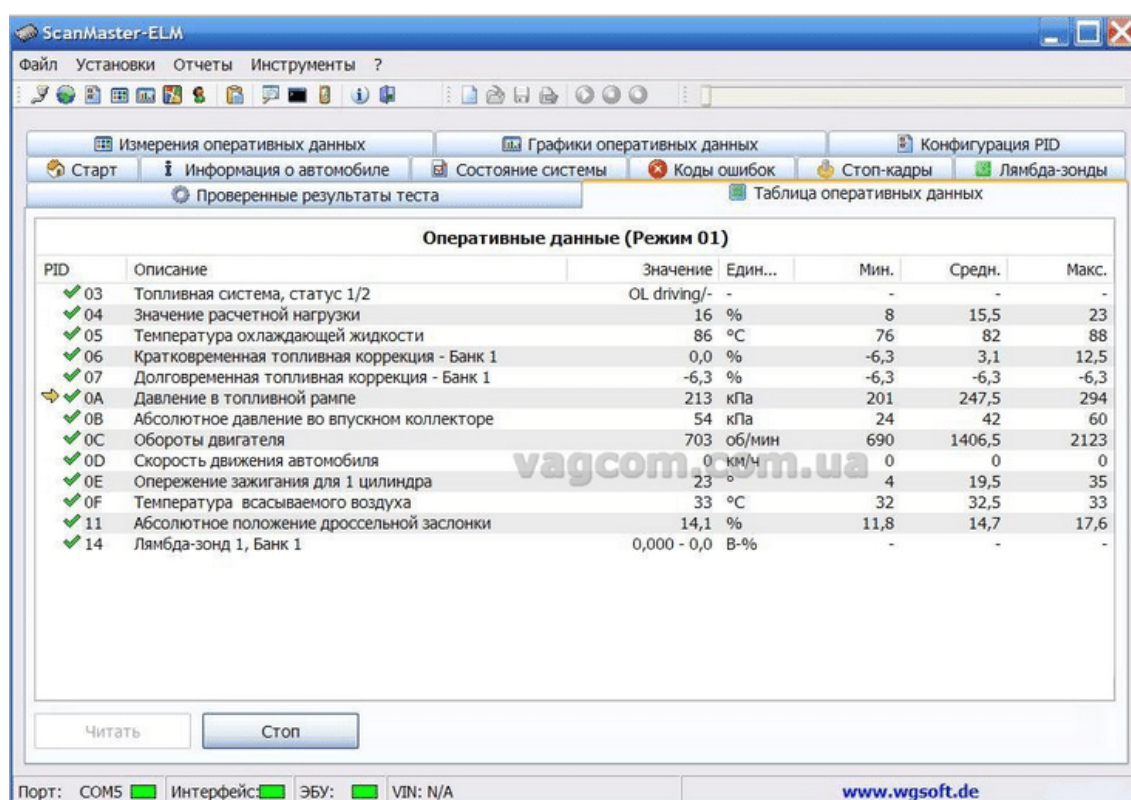 ScanMaster-ELM
Файл Установки Отчеты Инструменты ?
Измерения оперативных данных Графики оперативных данных Конфигурация PID
Старт Информация о автомобиле Состояние системы Коды ошибок Стоп-кадры Лямбда-зонды
Проверенные результаты теста Таблица оперативных данных
Оперативные данные (Режим 01)
PID Описание Значение Един... Мин. Средн. Макс.
03 Топливная система, статус 1/2 OL driving/- - - - -
04 Значение расчетной нагрузки 16 % 8 15,5 23
05 Температура охлаждающей жидкости 86 °C 76 82 88
06 Кратковременная топливная коррекция - Банк 1 0,0 % -6,3 3,1 12,5
07 Долговременная топливная коррекция - Банк 1 -6,3 % -6,3 -6,3 -6,3
0A Давление в топливной рампе 213 кПа 201 247,5 294
0B Абсолютное давление во впускном коллекторе 54 кПа 24 42 60
0C Обороты двигателя 703 об/мин 690 1406,5 2123
0D Скорость движения автомобиля 0 км/ч 0 0 0
vagcom.com.ua
0E Опережение зажигания для 1 цилиндра 23 ° 4 19,5 35
0F Температура всасываемого воздуха 33 °C 32 32,5 33
11 Абсолютное положение дроссельной заслонки 14,1 % 11,8 14,7 17,6
14 Лямбда-зонд 1, Банк 1 0,000 - 0,0 В-% - - -
Читать Стоп
Порт: COM5 Интерфейс: ЭБУ: VIN: N/A www.wgsoft.de